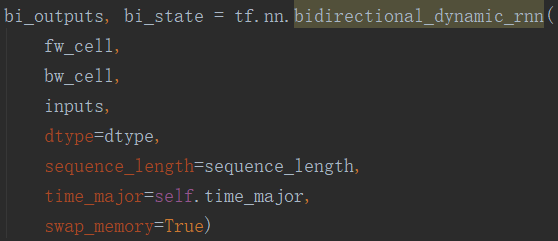 bi_outputs, bi_state = tf.nn.bidirectional_dynamic_rnn(
fw_cell,
bw_cell,
inputs,
dtype=dtype,
sequence_length=sequence_length,
time_major=self.time_major,
swap_memory=True)